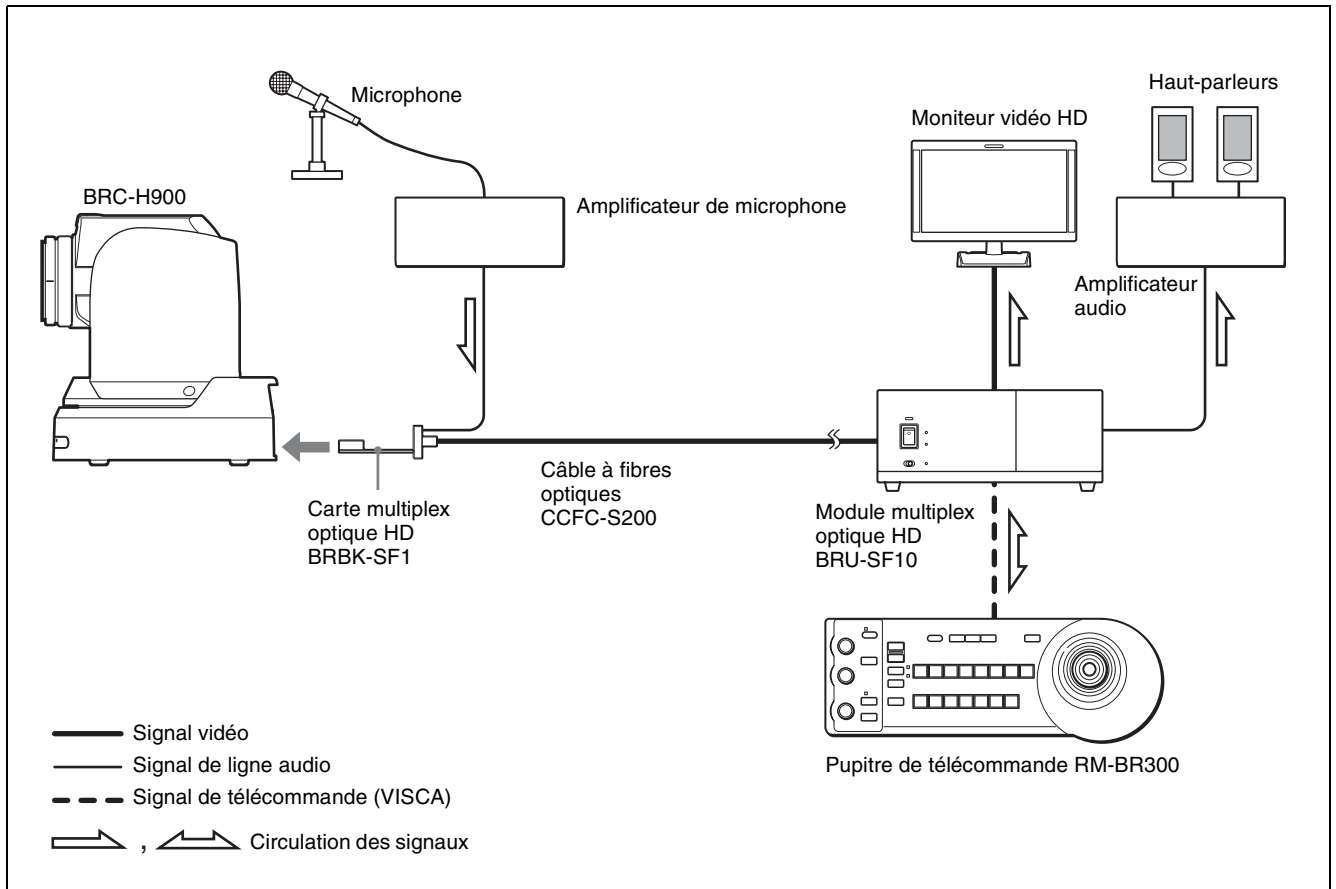 Microphone
Haut-parleurs
Moniteur vidéo HD
BRC-H900
Amplificateur de microphone
Amplificateur
audio
Câble à fibres
optiques
CCFC-S200
Carte multiplex
optique HD
BRBK-SF1
Module multiplex
optique HD
BRU-SF10
Signal vidéo
Signal de ligne audio
Signal de télécommande (VISCA)
, Circulation des signaux
Pupitre de télécommande RM-BR300